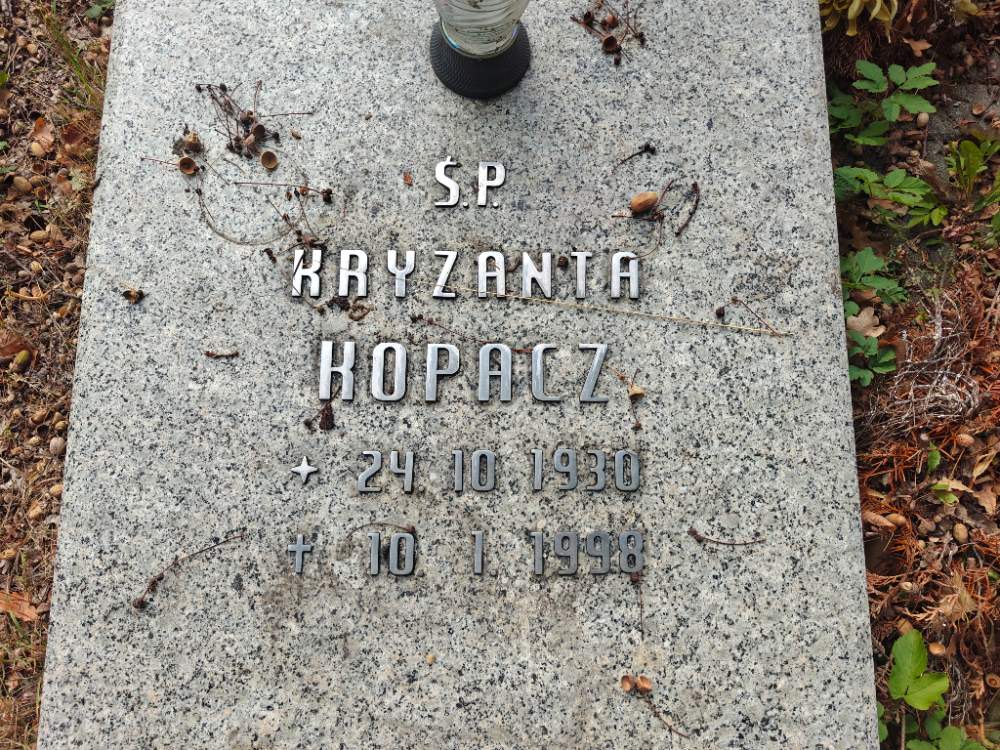 Ś.P.
KRYZANTA
KOPACZ
24 10 1930
† 10 1 1998